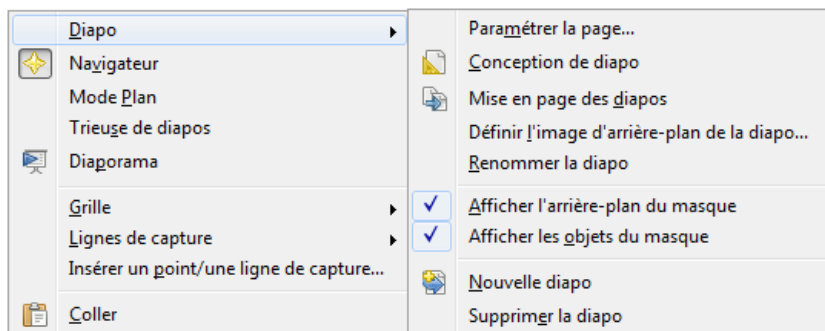 Diapo
Navigateur
Mode Plan
Trieuse de diapos
Diaporama
Grille
Lignes de capture
Insérer un point/une ligne de capture...
Coller
Paramétrer la page...
Conception de diapo
Mise en page des diapos
Définir l'image d'arrière-plan de la diapo...
Renommer la diapo
Afficher l'arrière-plan du masque
Afficher les objets du masque
Nouvelle diapo
Supprimer la diapo